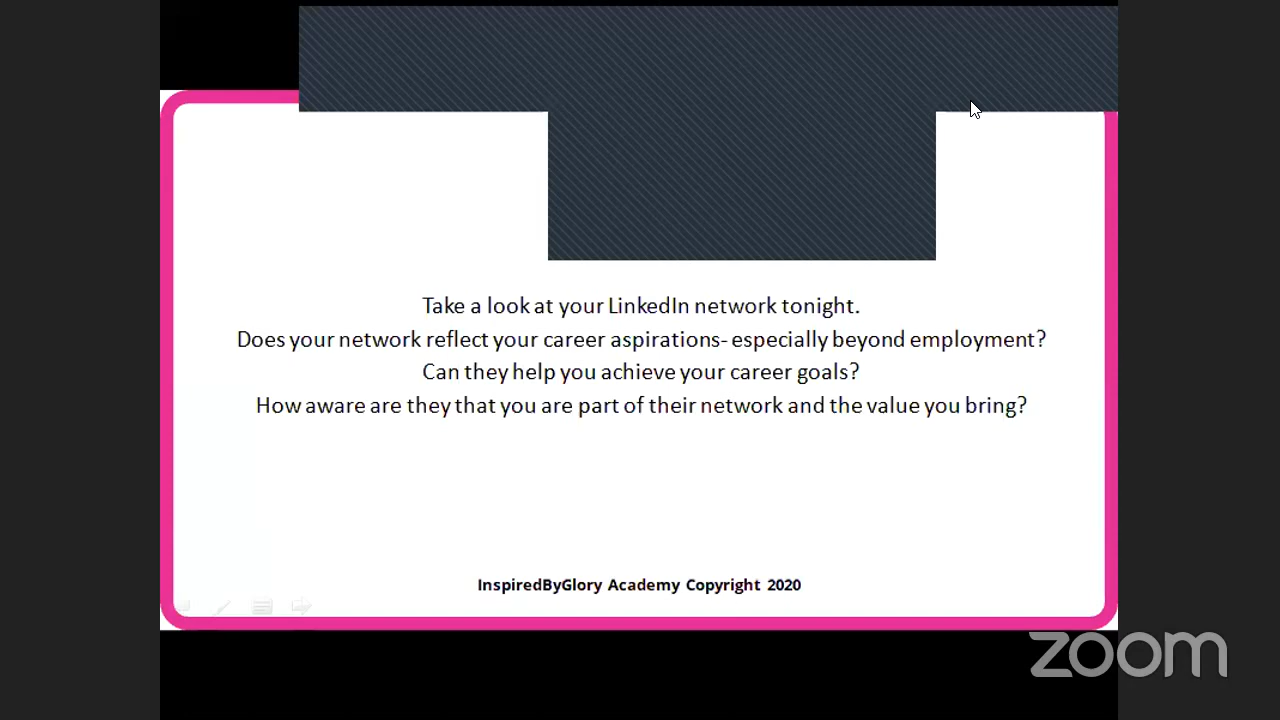 Take a look at your LinkedIn network tonight.
Does your network reflect your career aspirations- especially beyond employment?
Can they help you achieve your career goals?
How aware are they that you are part of their network and the value you bring?
InspiredByGlory Academy Copyright 2020
zoom